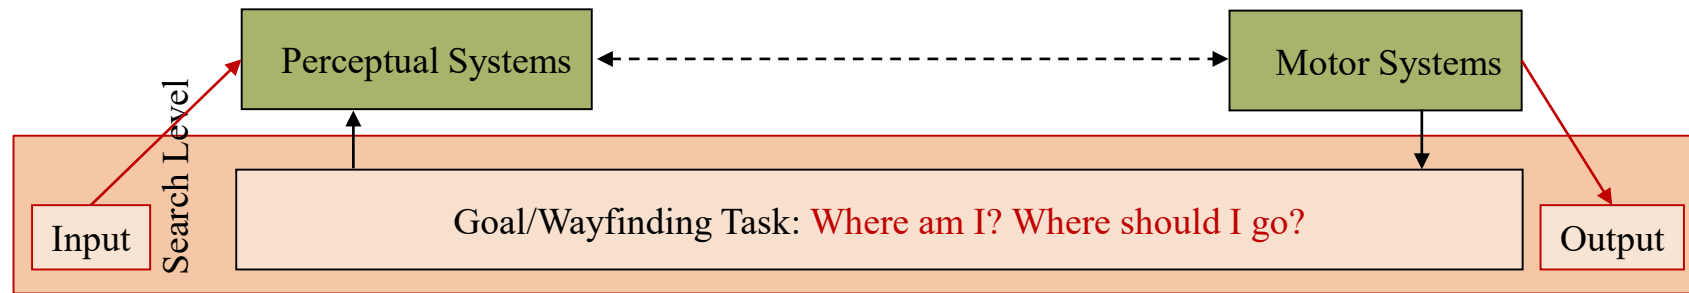 Perceptual Systems
Motor Systems
Search Level
Input
Goal/Wayfinding Task: Where am I? Where should I go?
Output